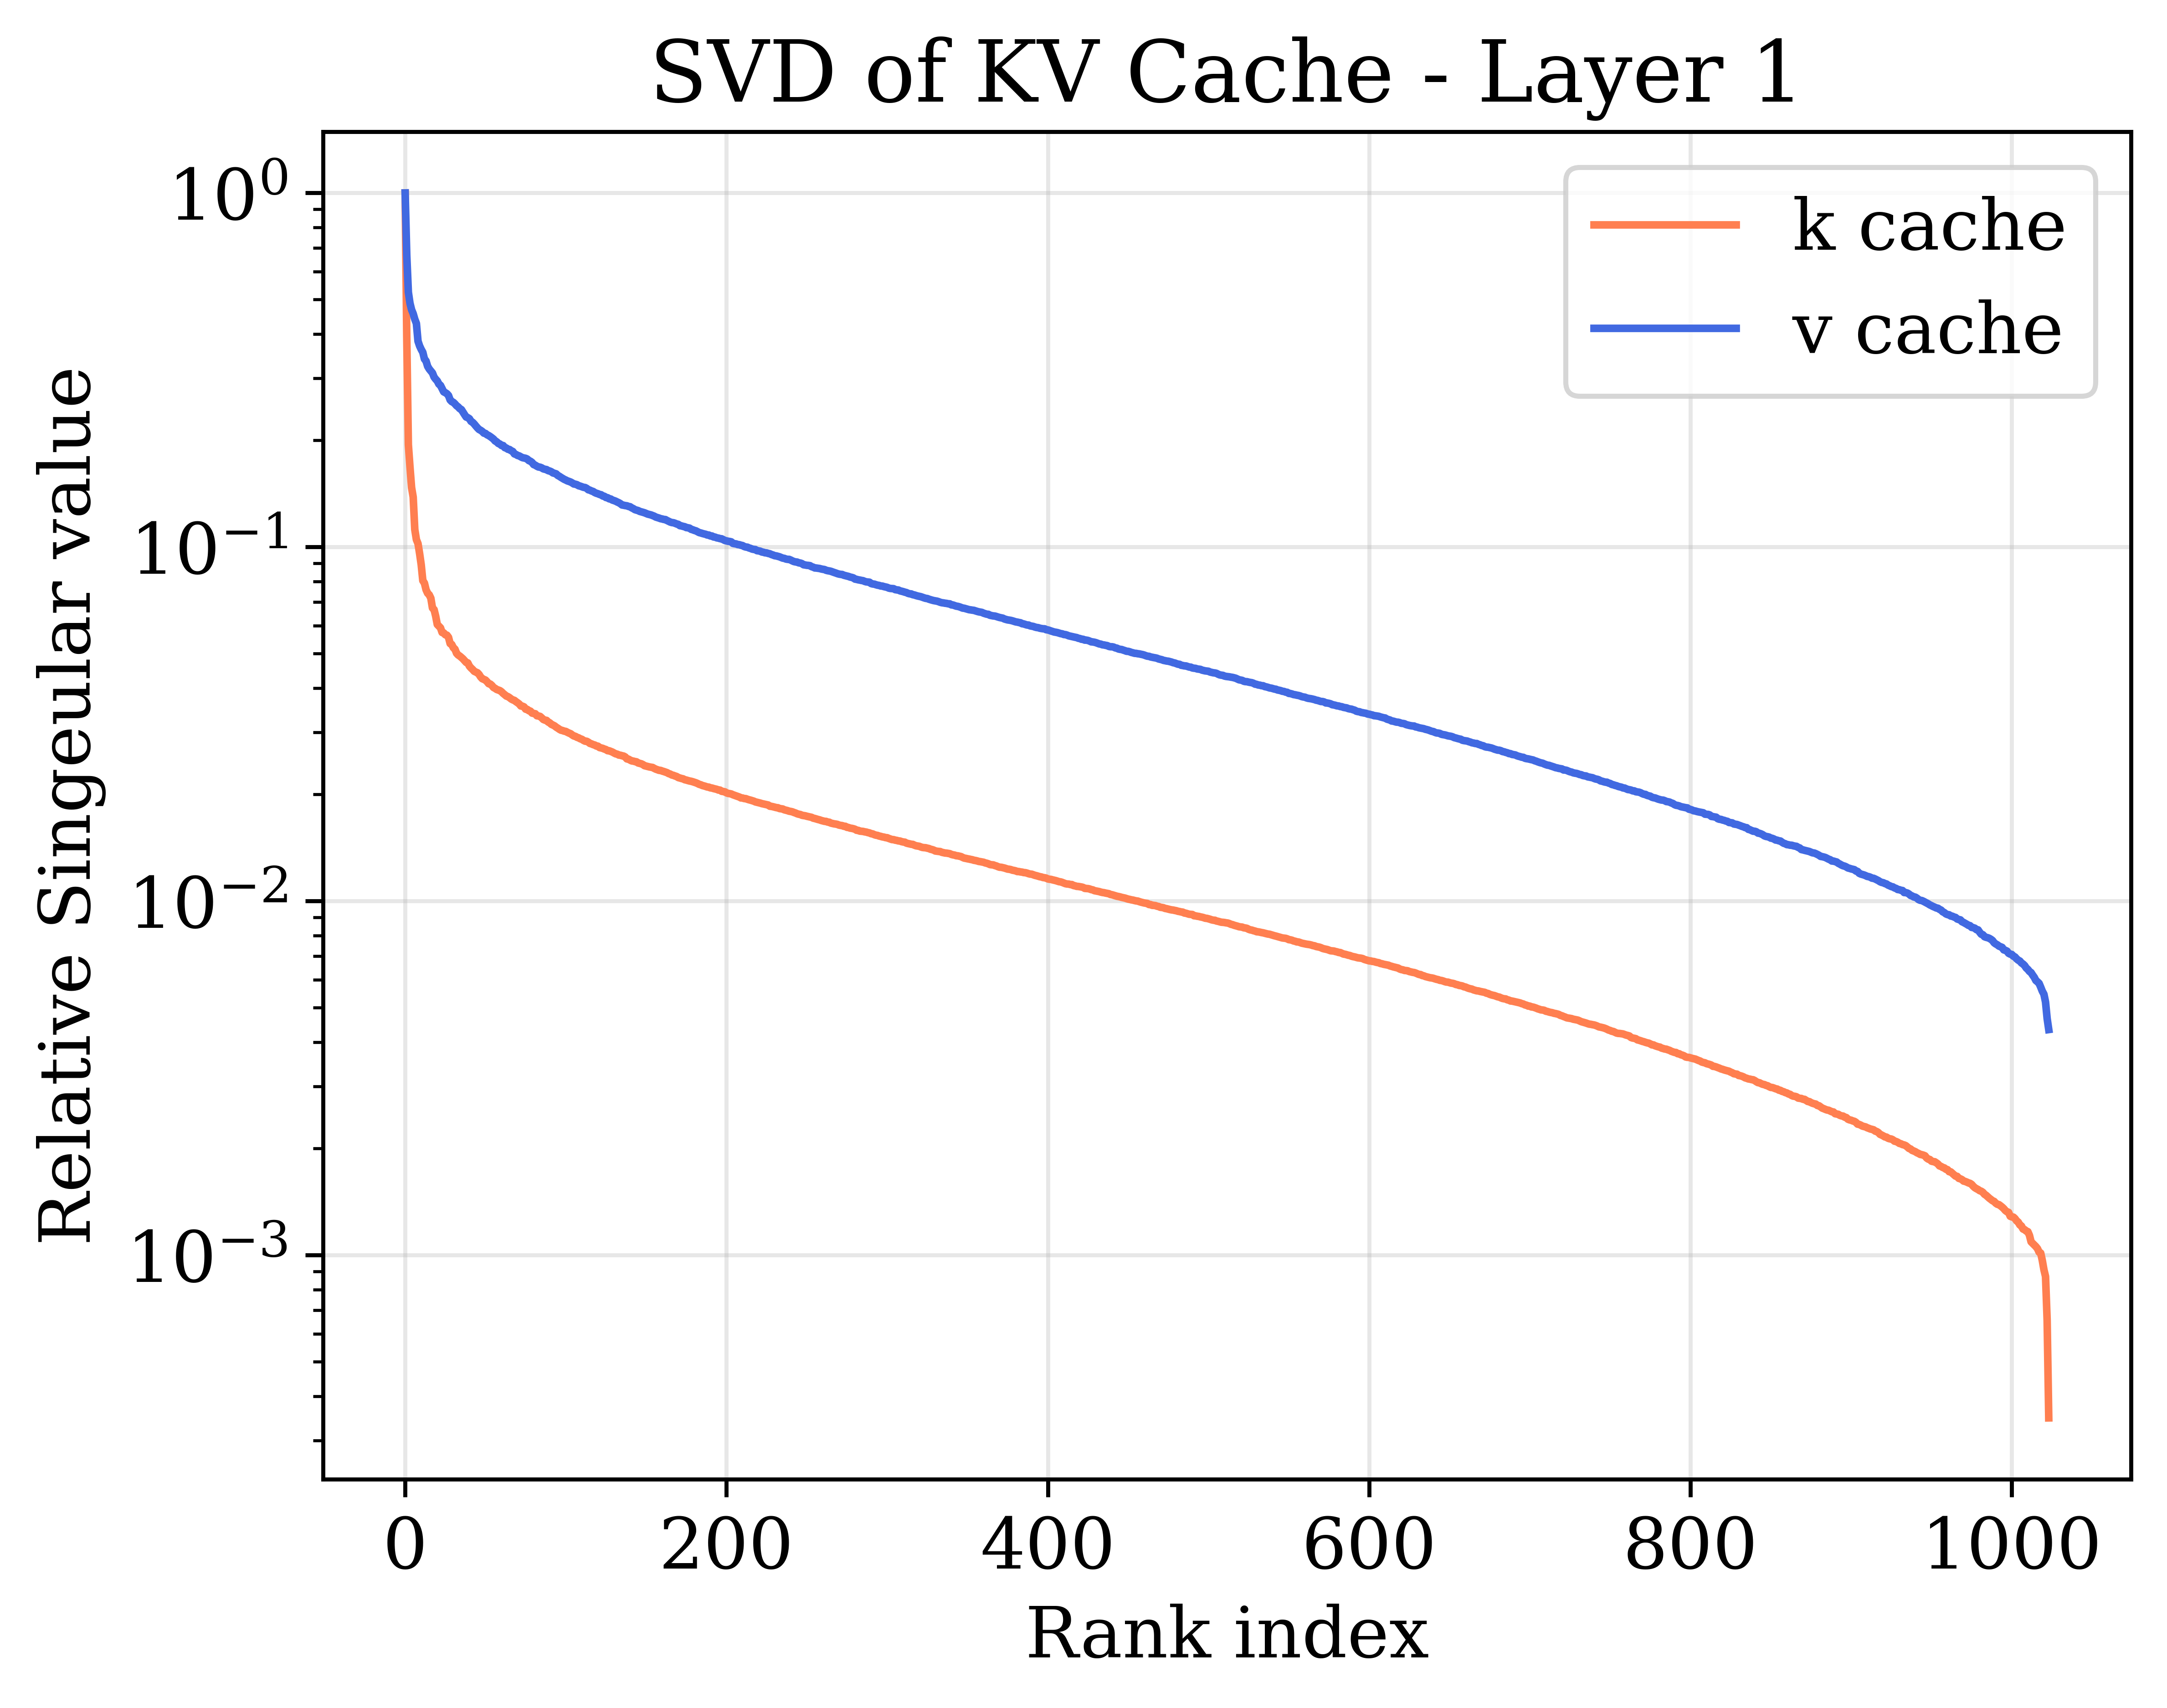 SVD of KV Cache - Layer 1
k cache
v cache
Relative Singeular value
10⁰
10⁻¹
10⁻²
10⁻³
0 200 400 600 800 1000
Rank index